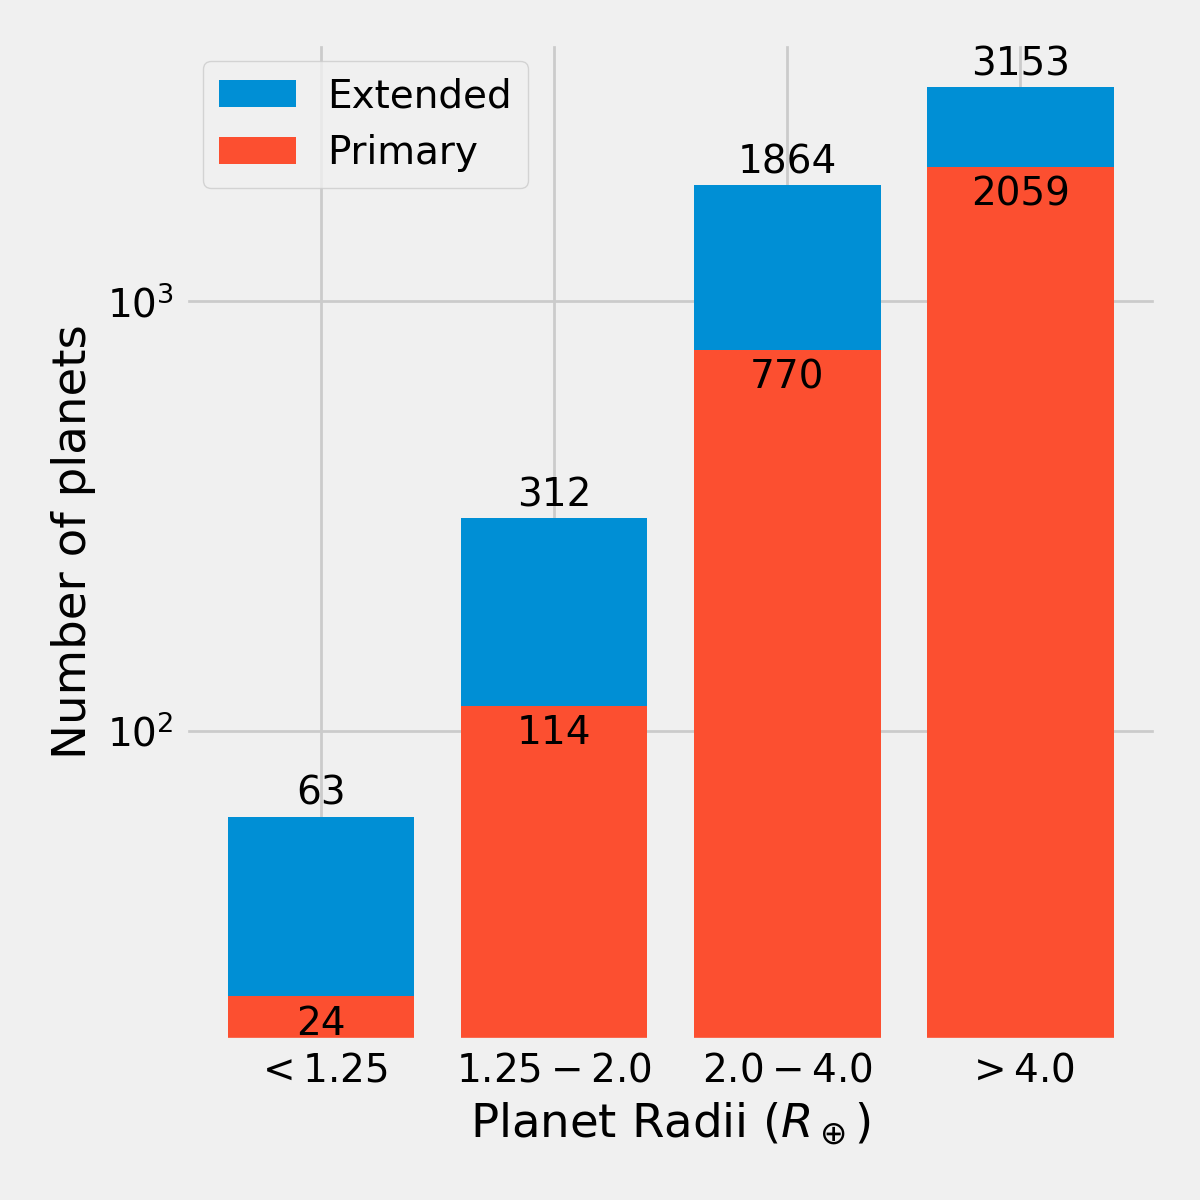 3153
Extended
Primary
1864
2059
10³
770
312
114
10²
63
24
< 1.25
1.25 − 2.0
2.0 − 4.0
> 4.0
Number of planets
Planet Radii (R⊕)